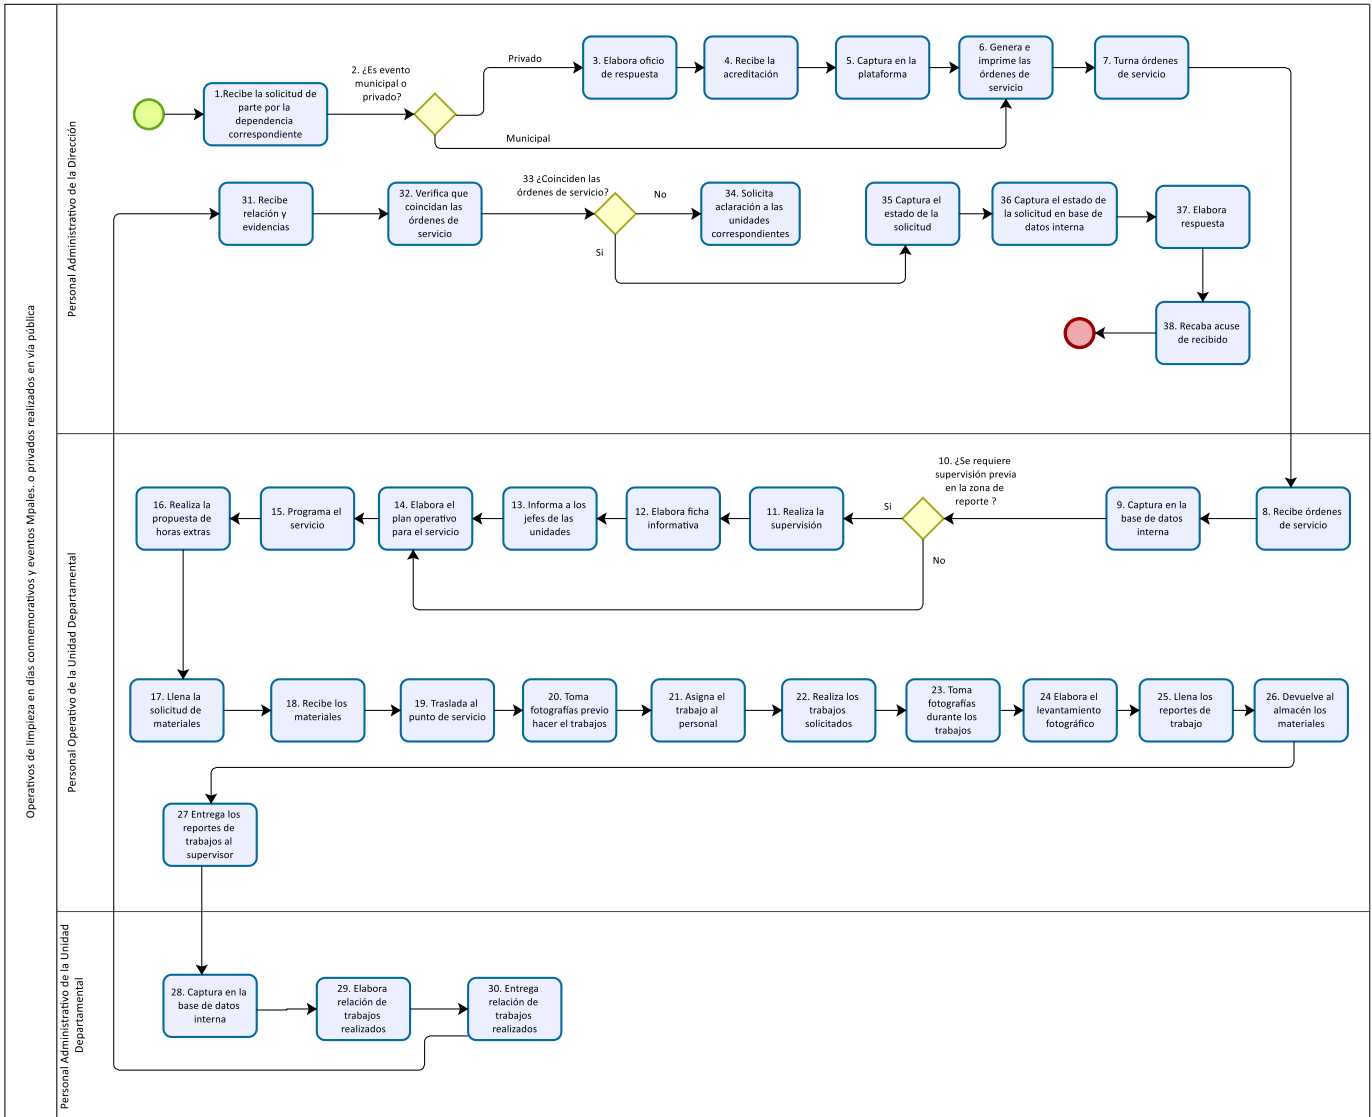 Operativos de limpieza en días conmemorativos y eventos Mpales. o privados realizados en vía pública
Personal Administrativo de la Dirección
1.Recibe la solicitud de
parte por la
dependencia
correspondiente
2. ¿Es evento
municipal o
privado?
Privado
Municipal
3. Elabora oficio
de respuesta
4. Recibe la
acreditación
5. Captura en la
plataforma
6. Genera e
imprime las
órdenes de
servicio
7. Turna órdenes
de servicio
31. Recibe
relación y
evidencias
32. Verifica que
coincidan las
órdenes de
servicio
33 ¿Coinciden las
órdenes de servicio?
No
Si
34. Solicita
aclaración a las
unidades
correspondientes
35 Captura el
estado de la
solicitud
36 Captura el estado de
la solicitud en base de
datos interna
37. Elabora
respuesta
38. Recaba acuse
de recibido
Personal Operativo de la Unidad Departamental
8. Recibe órdenes
de servicio
9. Captura en la
base de datos
interna
10. ¿Se requiere
supervisión previa
en la zona de
reporte ?
Si
No
11. Realiza la
supervisión
12. Elabora ficha
informativa
13. Informa a los
jefes de las
unidades
14. Elabora el
plan operativo
para el servicio
15. Programa el
servicio
16. Realiza la
propuesta de
horas extras
17. Llena la
solicitud de
materiales
18. Recibe los
materiales
19. Traslada al
punto de servicio
20. Toma
fotografías previo
hacer el trabajos
21. Asigna el
trabajo al
personal
22. Realiza los
trabajos
solicitados
23. Toma
fotografías
durante los
trabajos
24 Elabora el
levantamiento
fotográfico
25. Llena los
reportes de
trabajo
26. Devuelve al
almacén los
materiales
27 Entrega los
reportes de
trabajos al
supervisor
Personal Administrativo de la Unidad
Departamental
28. Captura en la
base de datos
interna
29. Elabora
relación de
trabajos
realizados
30. Entrega
relación de
trabajos
realizados